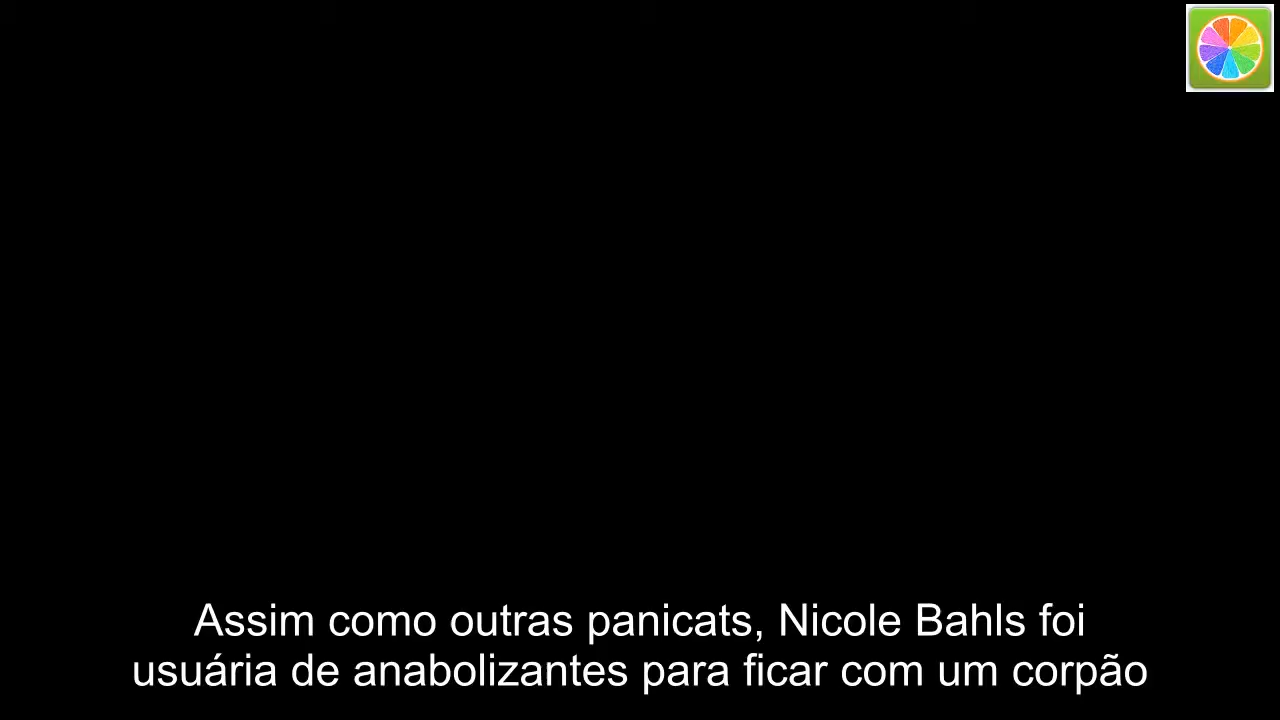 Assim como outras panicats, Nicole Bahls foi
usuária de anabolizantes para ficar com um corpão